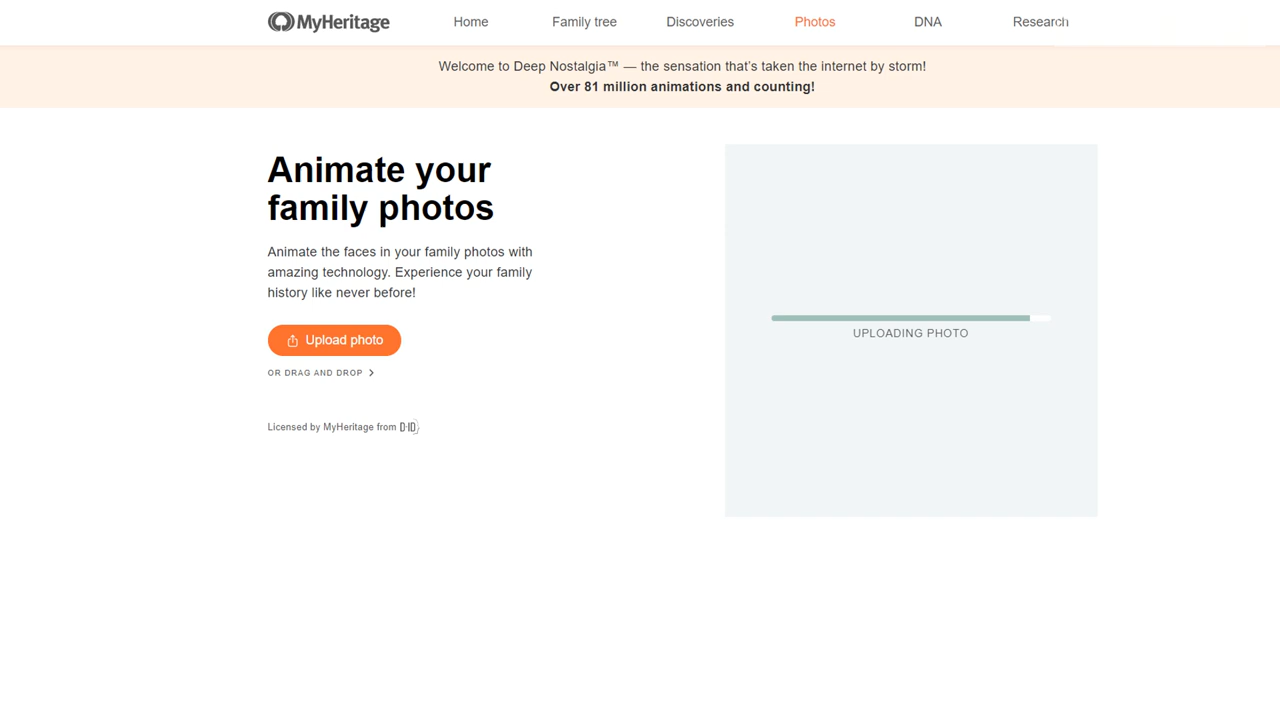 MyHeritage
Home
Family tree
Discoveries
Photos
DNA
Research
Welcome to Deep Nostalgia™ — the sensation that's taken the internet by storm!
Over 81 million animations and counting!
Animate your
family photos
Animate the faces in your family photos with
amazing technology. Experience your family
history like never before!
Upload photo
OR DRAG AND DROP
Licensed by MyHeritage from D-ID
UPLOADING PHOTO